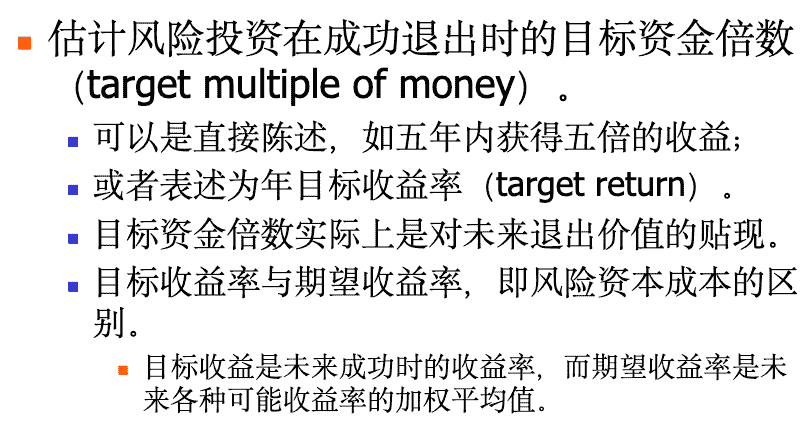 估计风险投资在成功退出时的目标资金倍数
（target multiple of money）。
可以是直接陈述，如五年内获得五倍的收益；
或者表述为年目标收益率（target return）。
目标资金倍数实际上是对未来退出价值的贴现。
目标收益率与期望收益率，即风险资本成本的区
别。
目标收益是未来成功时的收益率，而期望收益率是未
来各种可能收益率的加权平均值。